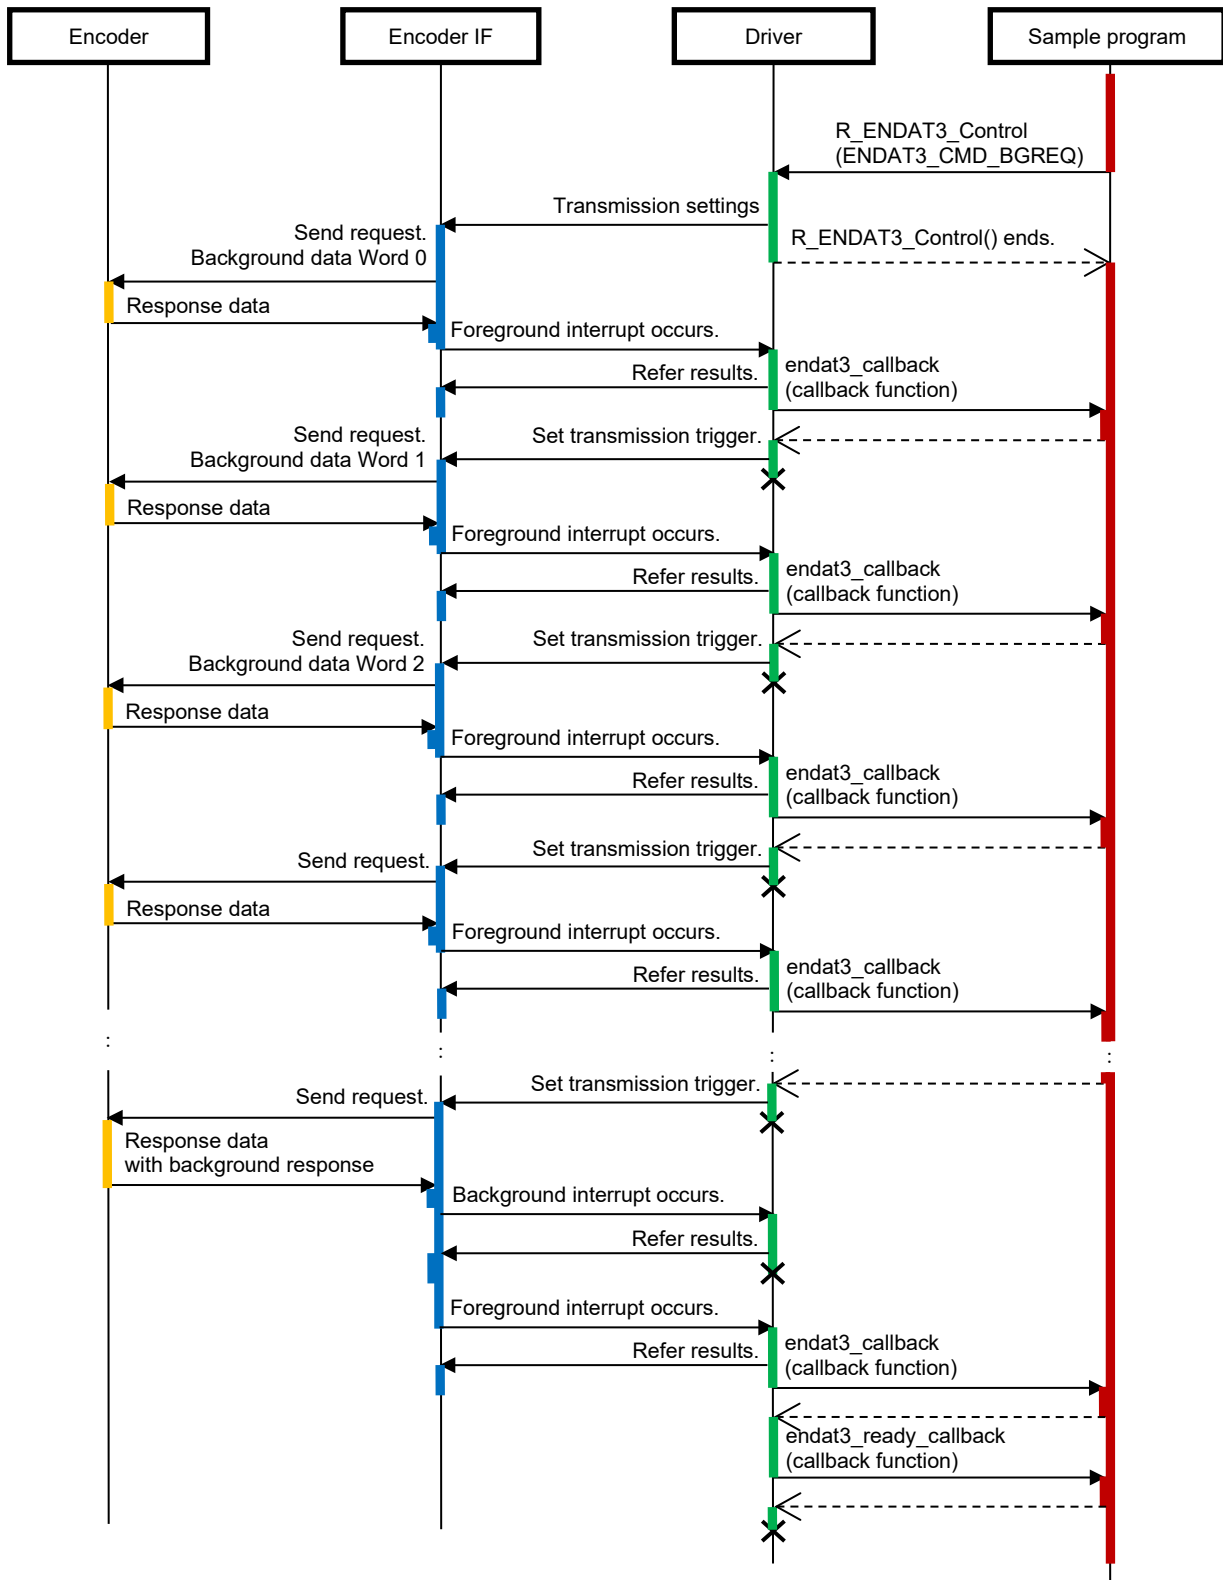 Encoder
Encoder IF
Driver
Sample program
R_ENDAT3_Control
(ENDAT3_CMD_BGREQ)
Transmission settings
Send request.
Background data Word 0
R_ENDAT3_Control() ends.
Response data
Foreground interrupt occurs.
Refer results.
endat3_callback
(callback function)
Send request.
Background data Word 1
Set transmission trigger.
Response data
Foreground interrupt occurs.
Refer results.
endat3_callback
(callback function)
Send request.
Background data Word 2
Set transmission trigger.
Response data
Foreground interrupt occurs.
Refer results.
endat3_callback
(callback function)
Set transmission trigger.
Send request.
Response data
Foreground interrupt occurs.
Refer results.
endat3_callback
(callback function)
:
:
:
:
Set transmission trigger.
Send request.
Response data
with background response
Background interrupt occurs.
Refer results.
Foreground interrupt occurs.
Refer results.
endat3_callback
(callback function)
endat3_ready_callback
(callback function)